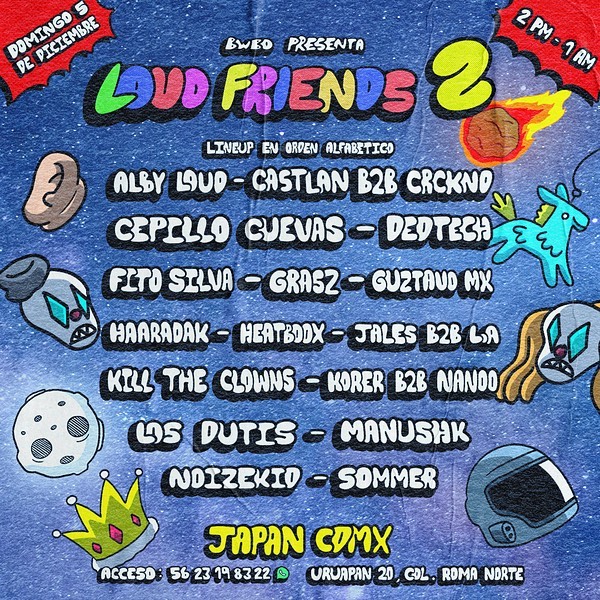 DOMINGO 5
DE DICIEMBRE
2 PM - 1 AM
BWBO PRESENTA
LOUD FRIENDS 2
LINEUP EN ORDEN ALFABETICO
ALBY LOUD - CASTLAN B2B CRCKND
CEPILLO CUEVAS - DEDTECH
FITO SILVA - GRASZ - GUZTAVO MX
HAARADAK - HEATBOOX - JALES B2B L.A
KILL THE CLOWNS - KORER B2B NANOO
LOS DUTIS - MANUSHK
NOIZEKID - SOMMER
JAPAN CDMX
ACCESO: 56 23 19 83 22 URUAPAN 20, COL. ROMA NORTE